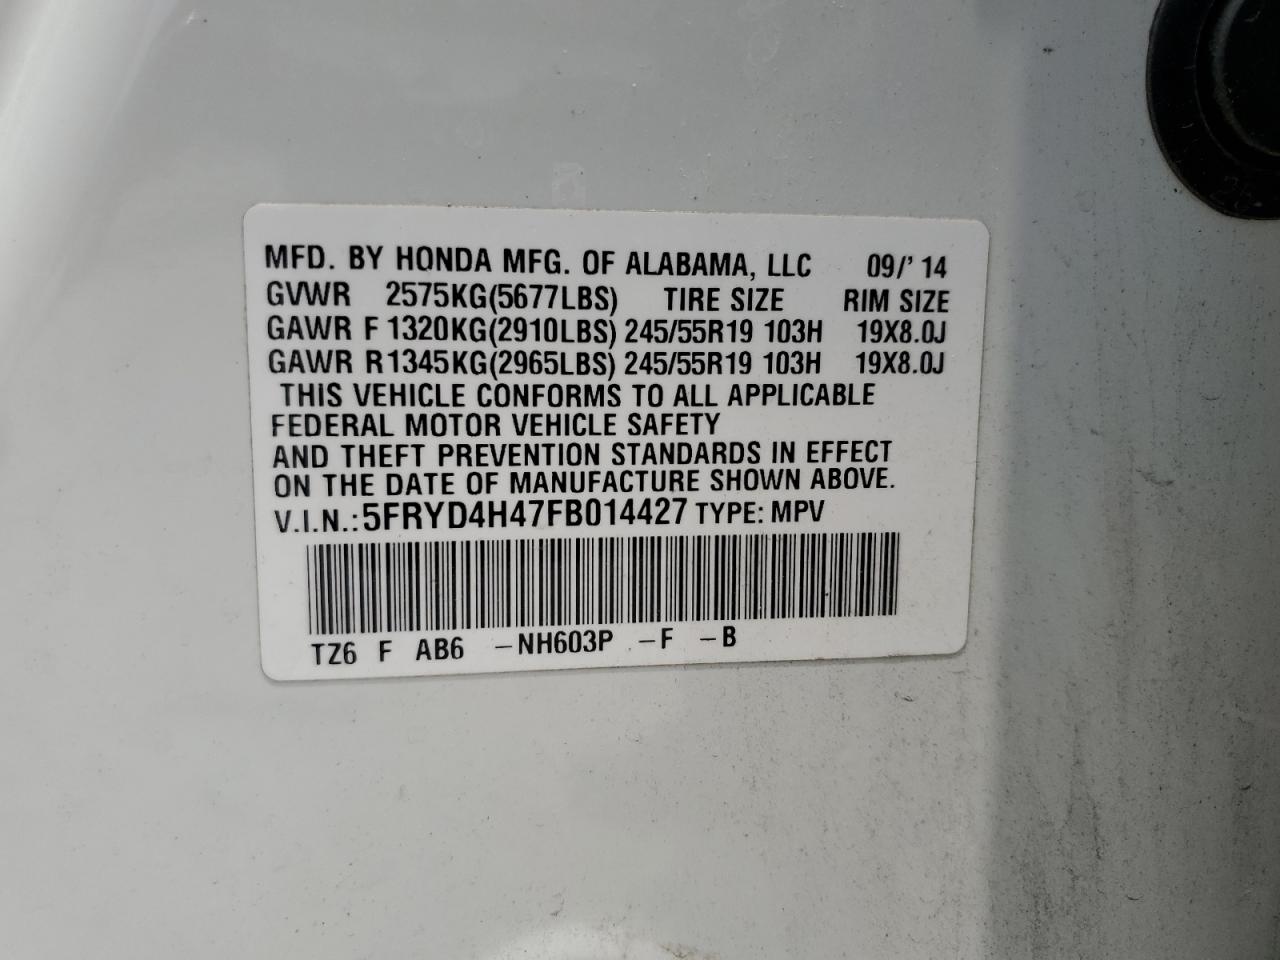 MFD. BY HONDA MFG. OF ALABAMA, LLC 09/' 14
GVWR 2575KG(5677LBS) TIRE SIZE RIM SIZE
GAWR F 1320KG(2910LBS) 245/55R19 103H 19X8.0J
GAWR R1345KG(2965LBS) 245/55R19 103H 19X8.0J
THIS VEHICLE CONFORMS TO ALL APPLICABLE
FEDERAL MOTOR VEHICLE SAFETY
AND THEFT PREVENTION STANDARDS IN EFFECT
ON THE DATE OF MANUFACTURE SHOWN ABOVE.
V.I.N.: 5FRYD4H47FB014427 TYPE: MPV
TZ6 F AB6 -NH603P -F -B